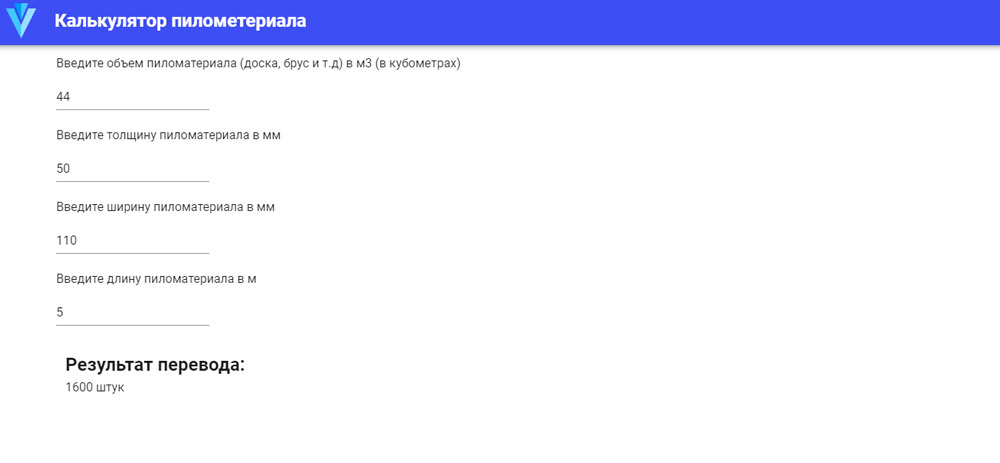 Калькулятор пилометериала
Введите объем пиломатериала (доска, брус и т.д) в м3 (в кубометрах)
44
Введите толщину пиломатериала в мм
50
Введите ширину пиломатериала в мм
110
Введите длину пиломатериала в м
5
Результат перевода:
1600 штук